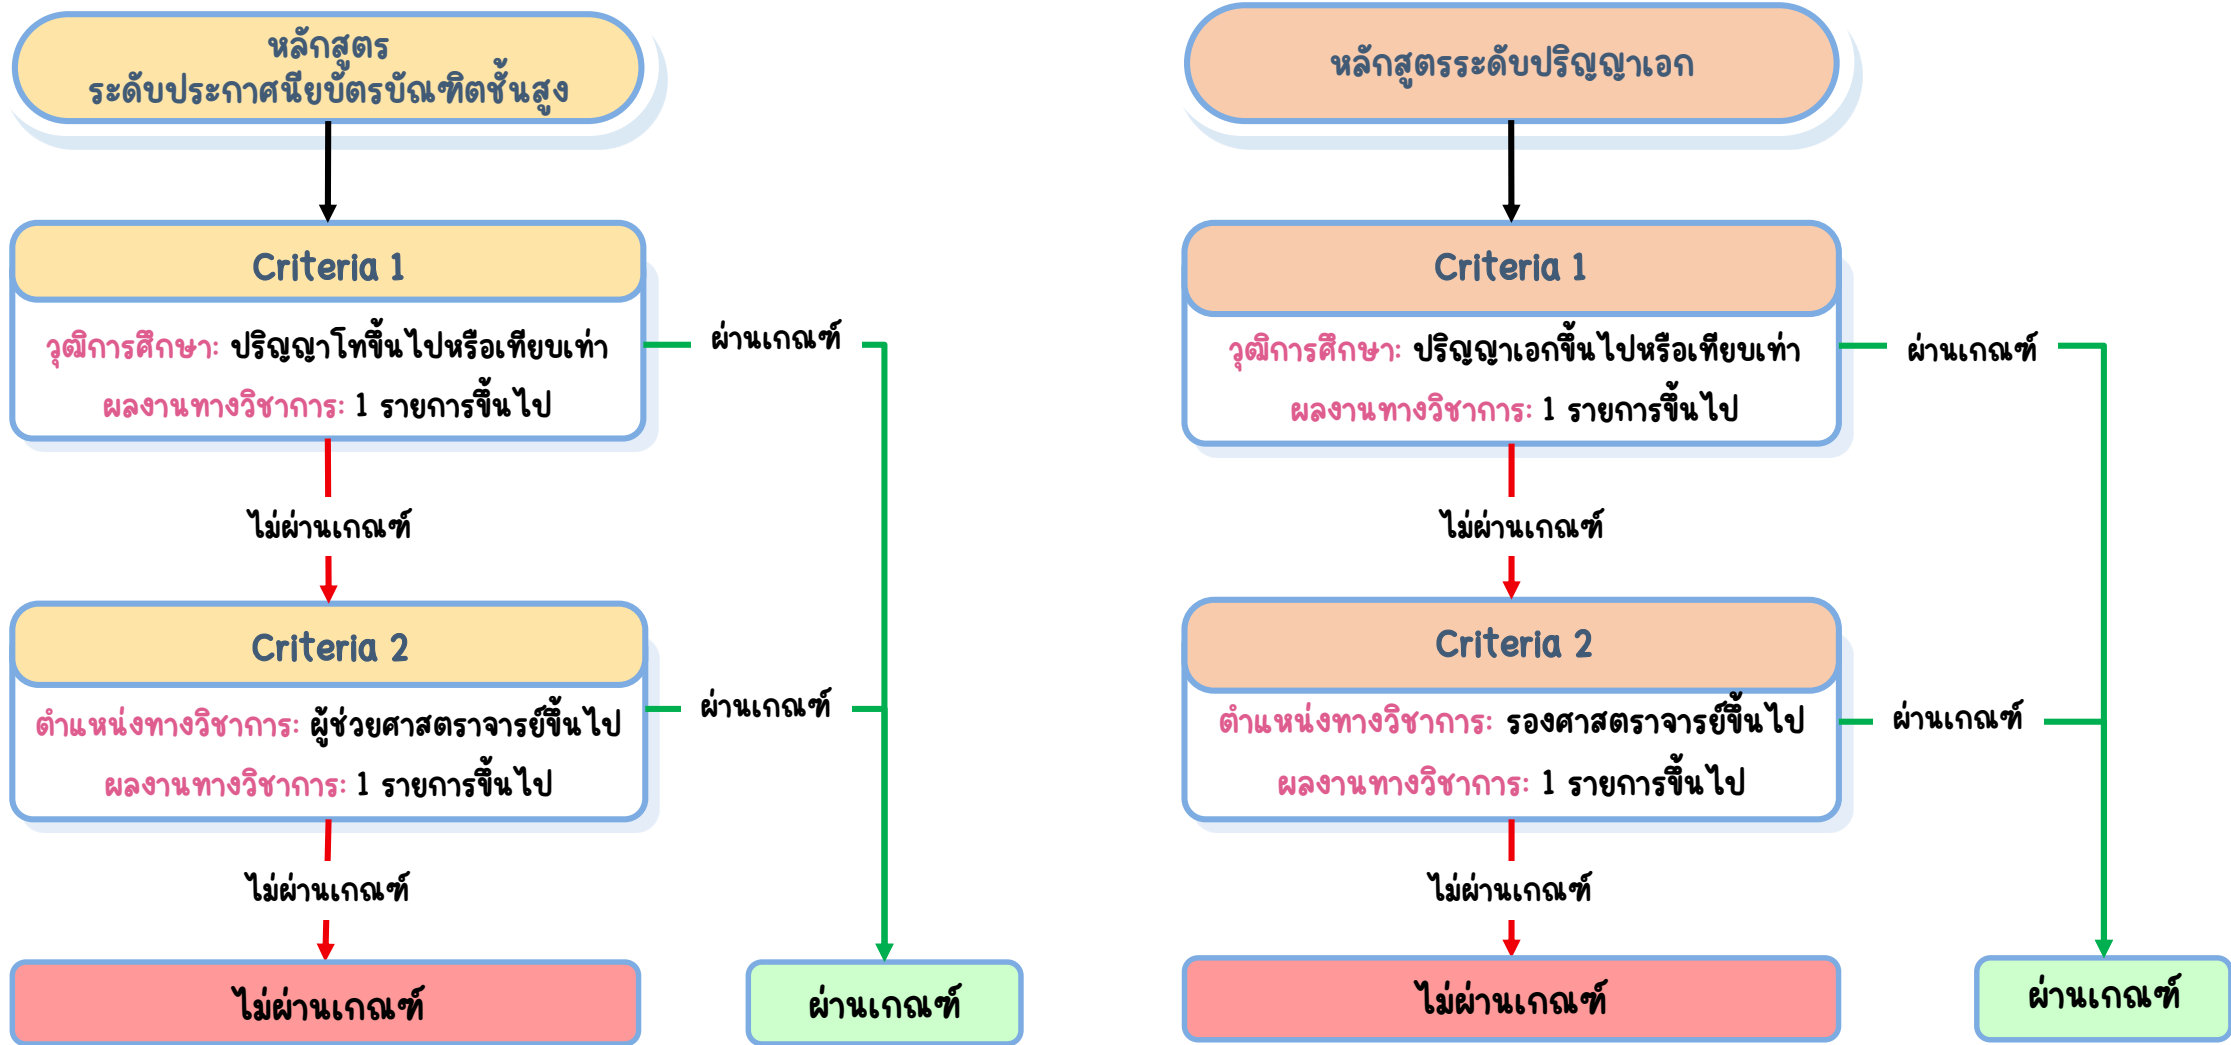 หลักสูตร
ระดับประกาศนียบัตรบัณฑิตชั้นสูง
Criteria 1
วุฒิการศึกษา: ปริญญาโทขึ้นไปหรือเทียบเท่า
ผลงานทางวิชาการ: 1 รายการขึ้นไป
ผ่านเกณฑ์
ไม่ผ่านเกณฑ์
Criteria 2
ตำแหน่งทางวิชาการ: ผู้ช่วยศาสตราจารย์ขึ้นไป
ผลงานทางวิชาการ: 1 รายการขึ้นไป
ผ่านเกณฑ์
ไม่ผ่านเกณฑ์
ไม่ผ่านเกณฑ์
ผ่านเกณฑ์
หลักสูตรระดับปริญญาเอก
Criteria 1
วุฒิการศึกษา: ปริญญาเอกขึ้นไปหรือเทียบเท่า
ผลงานทางวิชาการ: 1 รายการขึ้นไป
ผ่านเกณฑ์
ไม่ผ่านเกณฑ์
Criteria 2
ตำแหน่งทางวิชาการ: รองศาสตราจารย์ขึ้นไป
ผลงานทางวิชาการ: 1 รายการขึ้นไป
ผ่านเกณฑ์
ไม่ผ่านเกณฑ์
ไม่ผ่านเกณฑ์
ผ่านเกณฑ์